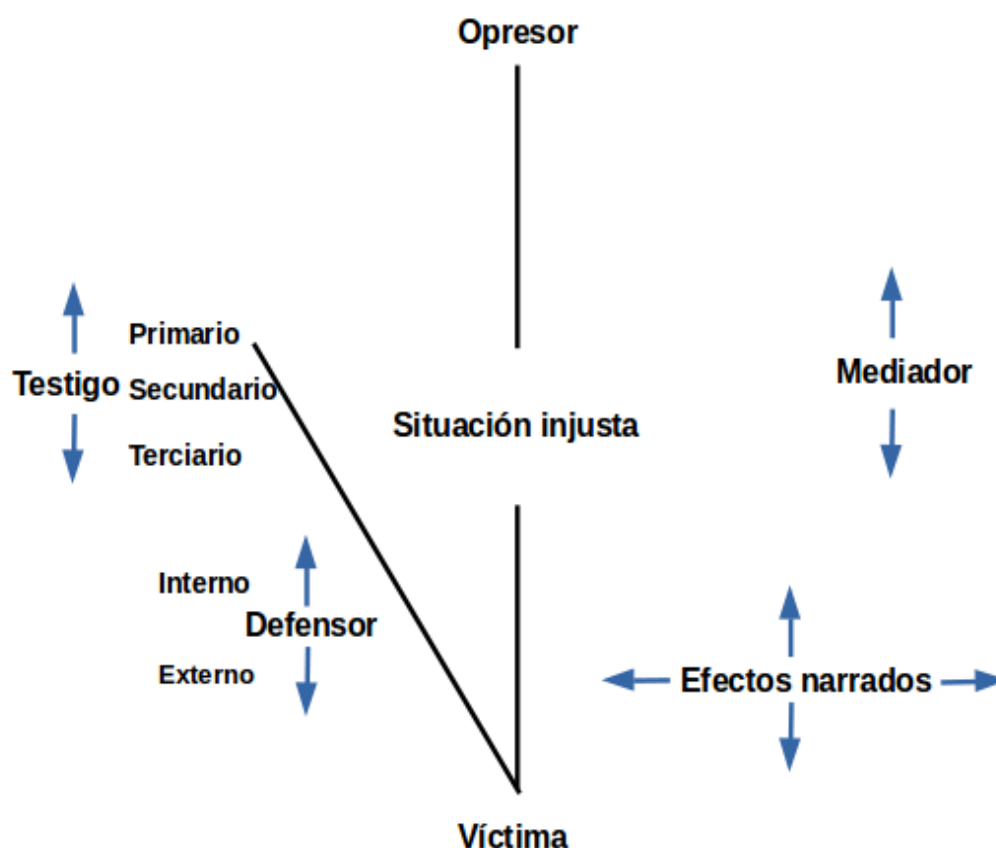 Opresor
Primario
Testigo
Secundario
Terciario
Mediador
Situación injusta
Interno
Defensor
Externo
Efectos narrados
Víctima